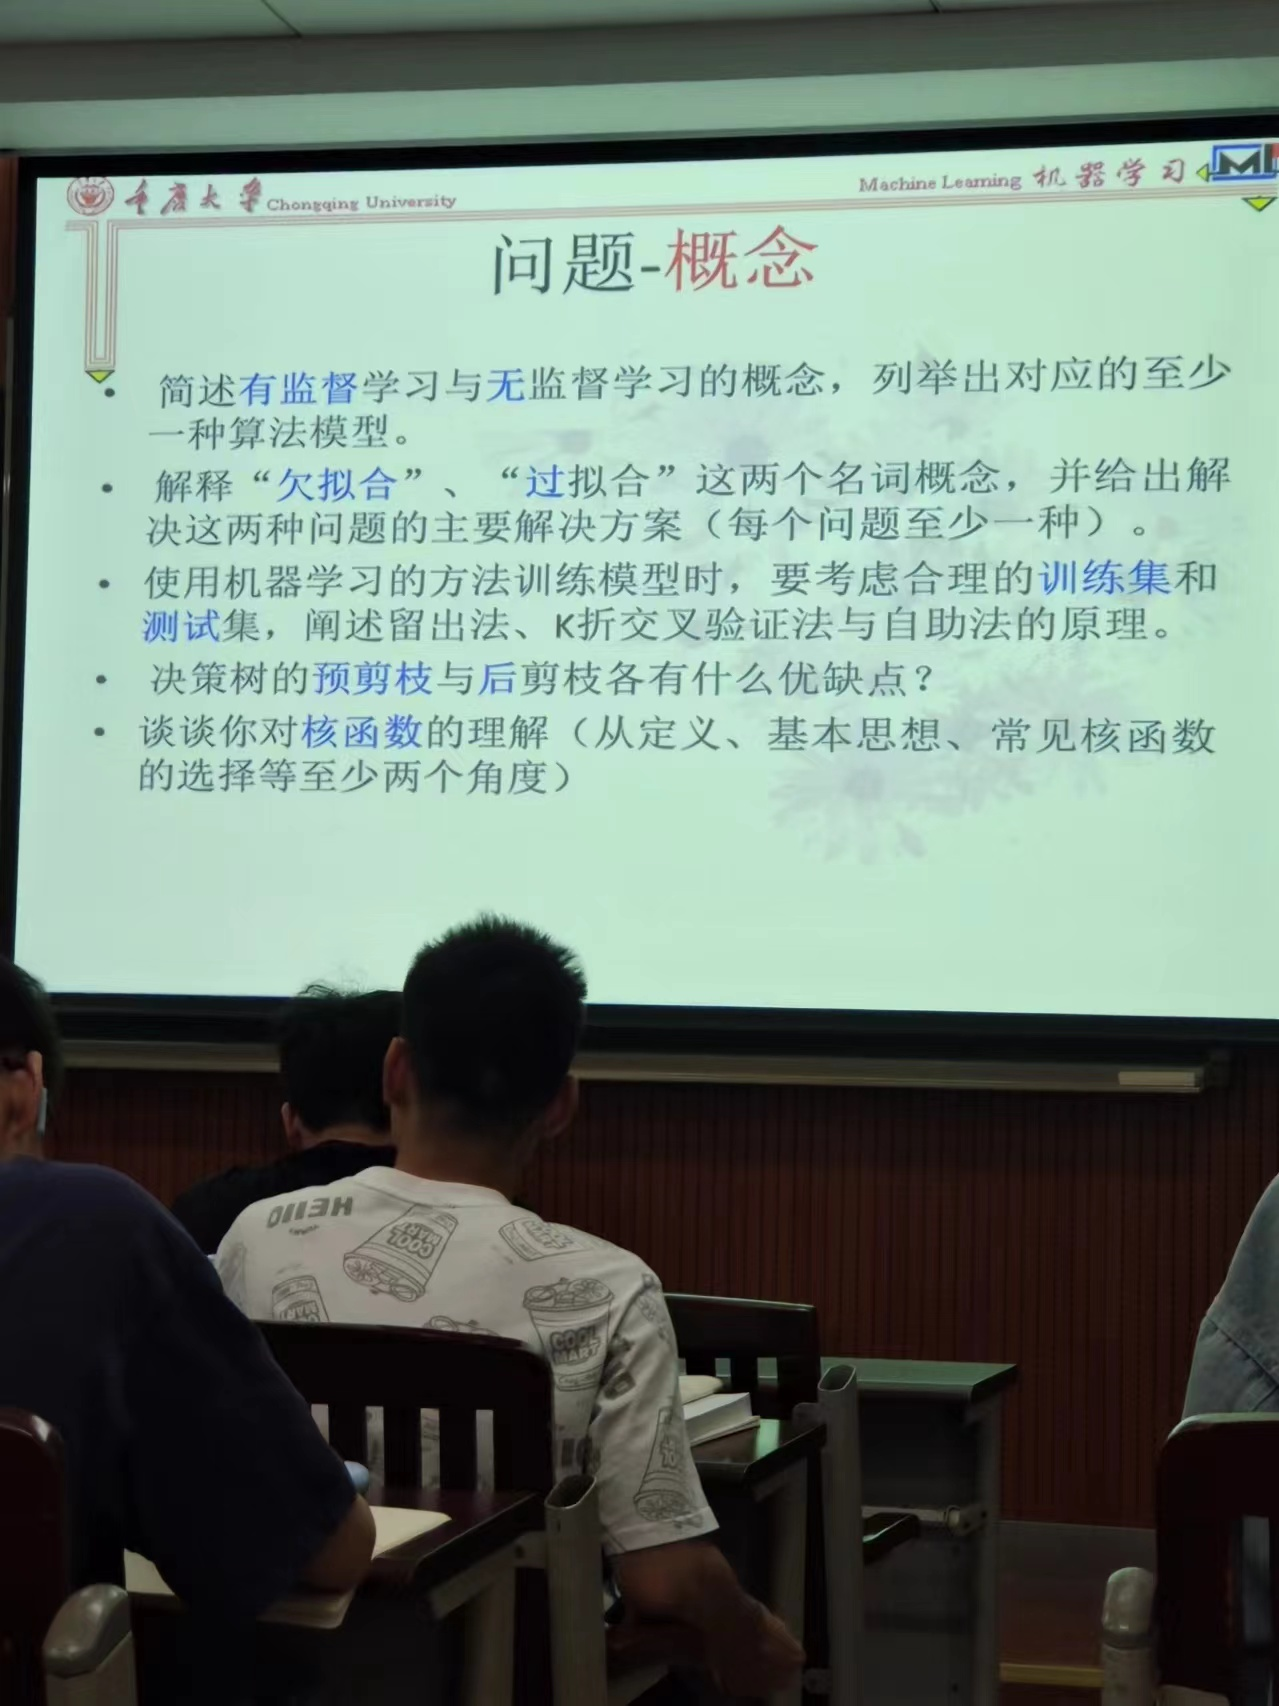 重庆大学 Chongqing University
Machine Learning 机器学习
问题-概念
• 简述有监督学习与无监督学习的概念，列举出对应的至少
一种算法模型。
• 解释“欠拟合”、“过拟合”这两个名词概念，并给出解
决这两种问题的主要解决方案（每个问题至少一种）。
• 使用机器学习的方法训练模型时，要考虑合理的训练集和
测试集，阐述留出法、K折交叉验证法与自助法的原理。
• 决策树的预剪枝与后剪枝各有什么优缺点？
• 谈谈你对核函数的理解（从定义、基本思想、常见核函数
的选择等至少两个角度）
COOL
MART
COOL
MART